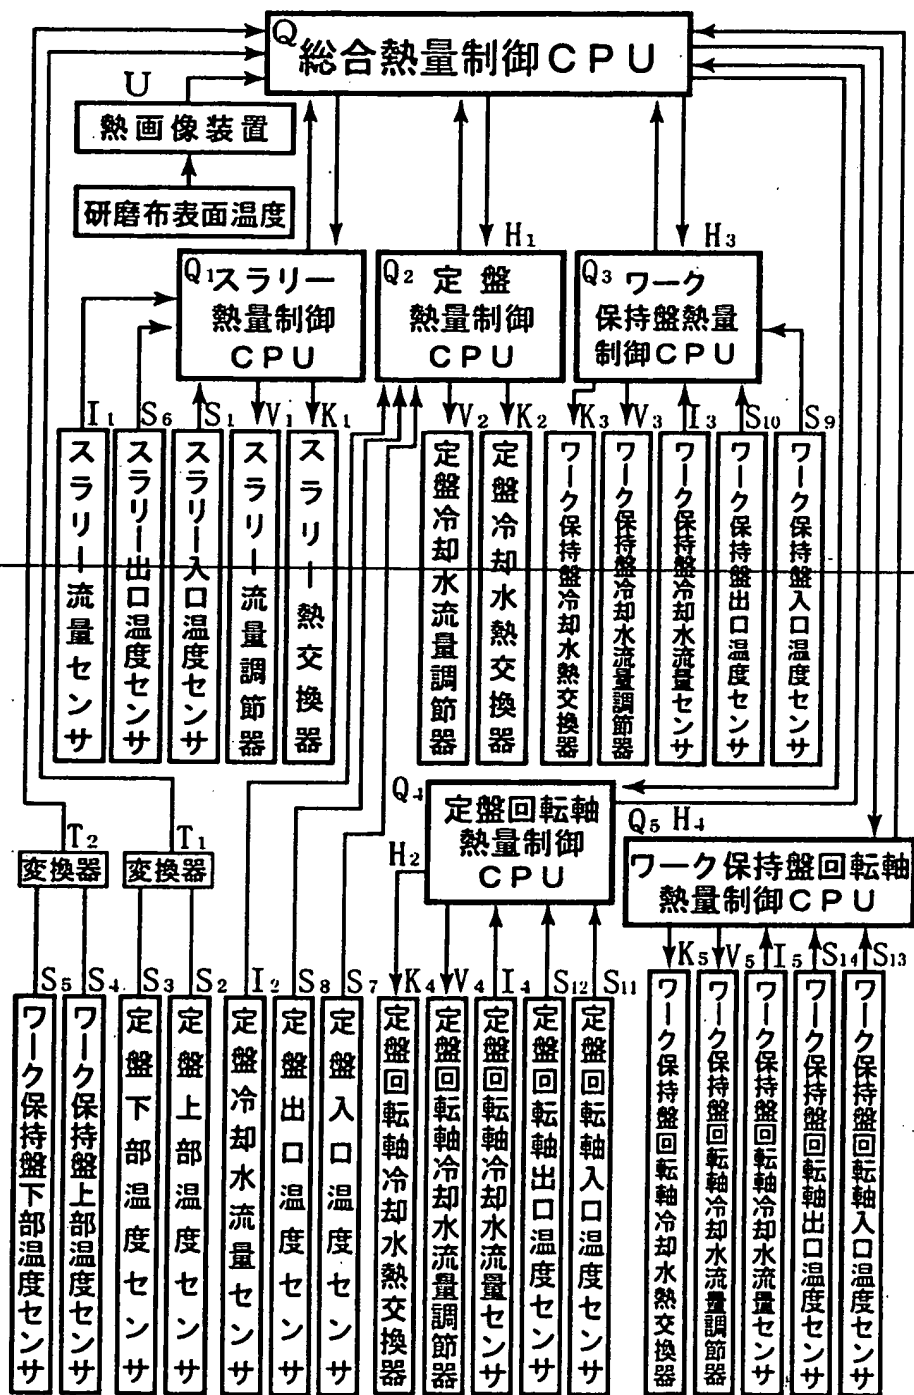 Q
総合熱量制御CPU
U
熱画像装置
研磨布表面温度
H1
H3
Q1 スラリー
熱量制御
CPU
Q2 定盤
熱量制御
CPU
Q3 ワーク
保持盤熱量
制御CPU
I1
S6
S1
V1
K1
V2
K2
K3
V3
I3
S10
S9
スラリー流量センサ
スラリー出口温度センサ
スラリー入口温度センサ
スラリー流量調節器
スラリー熱交換器
定盤冷却水流量調節器
定盤冷却水熱交換器
ワーク保持盤冷却水熱交換器
ワーク保持盤冷却水流量調節器
ワーク保持盤冷却水流量センサ
ワーク保持盤出口温度センサ
ワーク保持盤入口温度センサ
Q4
定盤回転軸
熱量制御
CPU
H2
Q5 H4
ワーク保持盤回転軸
熱量制御CPU
T2
変換器
T1
変換器
S5
S4
S3
S2
I2
S8
S7
K4
V4
I4
S12
S11
K5
V5
I5
S14
S13
ワーク保持盤下部温度センサ
ワーク保持盤上部温度センサ
定盤下部温度センサ
定盤上部温度センサ
定盤冷却水流量センサ
定盤出口温度センサ
定盤入口温度センサ
定盤回転軸冷却水熱交換器
定盤回転軸冷却水流量調節器
定盤回転軸冷却水流量センサ
定盤回転軸出口温度センサ
定盤回転軸入口温度センサ
ワーク保持盤回転軸冷却水熱交換器
ワーク保持盤回転軸冷却水流量調節器
ワーク保持盤回転軸冷却水流量センサ
ワーク保持盤回転軸出口温度センサ
ワーク保持盤回転軸入口温度センサ